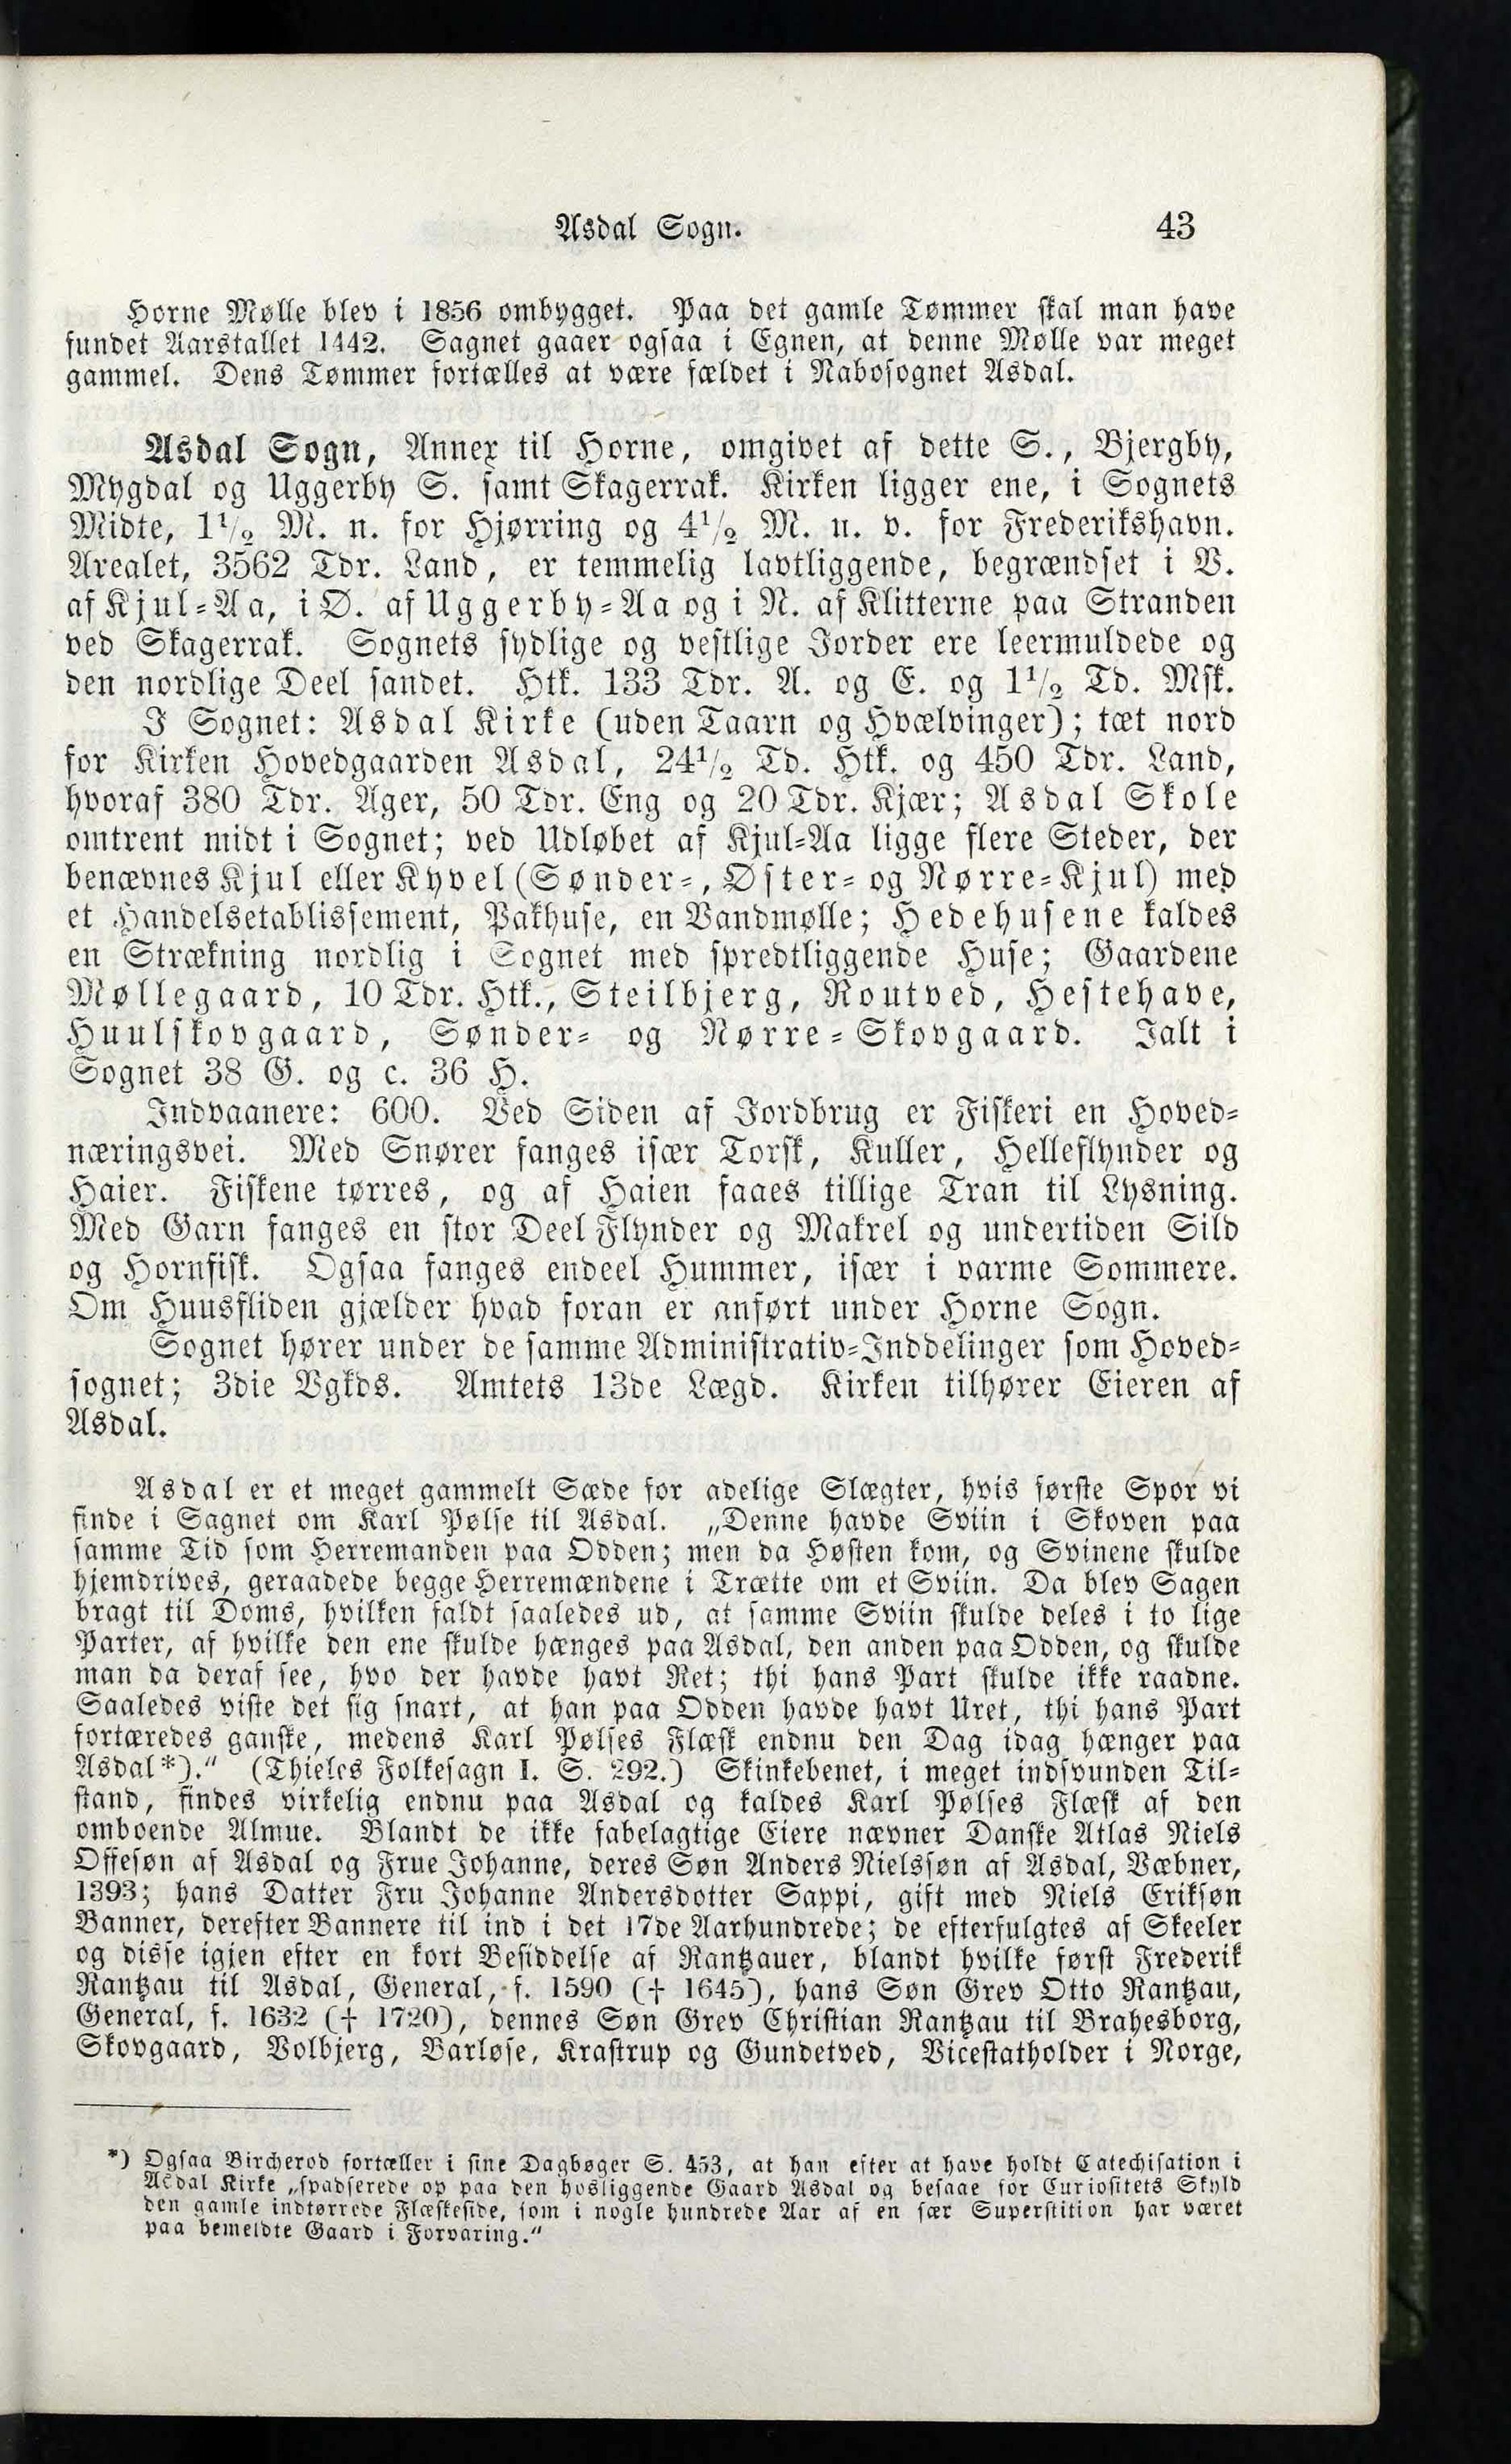 Asdal Sogn. 43
Horne Mølle blev i 1856 ombygget. Paa det gamle Tømmer skal man have
fundet Aarstallet 1442. Sagnet gaaer ogsaa i Egnen, at denne Mølle var meget
gammel. Dens Tømmer fortælles at være fældet i Nabosognet Asdal.
Asdal Sogn, Annex til Horne, omgivet af dette S., Bjergby,
Mygdal og Uggerby S. samt Skagerrak. Kirken ligger ene, i Sognets
Midte, 1½ M. n. for Hjørring og 4½ M. n. v. for Frederikshavn.
Arealet, 3562 Tdr. Land, er temmelig lavtliggende, begrændset i V.
af Kjul-Aa, i Ø. af Uggerby-Aa og i N. af Klitterne paa Stranden
ved Skagerrak. Sognets sydlige og vestlige Jorder ere leermuldede og
den nordlige Deel sandet. Htk. 133 Tdr. A. og E. og 1½ Td. Msk.
I Sognet: Asdal Kirke (uden Taarn og Hvælvinger); tæt nord
for Kirken Hovedgaarden Asdal, 24½ Td. Htk. og 450 Tdr. Land,
hvoraf 380 Tdr. Ager, 50 Tdr. Eng og 20 Tdr. Kjær; Asdal Skole
omtrent midt i Sognet; ved Udløbet af Kjul-Aa ligge flere Steder, der
benævnes Kjul eller Kyvel (Sønder-, Øster- og Nørre-Kjul) med
et Handelsetablissement, Pakhuse, en Vandmølle; Hedehusene kaldes
en Strækning nordlig i Sognet med spredtliggende Huse; Gaardene
Møllegaard, 10 Tdr. Htk., Steilbjerg, Routved, Hestehave,
Huulskovgaard, Sønder- og Nørre-Skovgaard. Ialt i
Sognet 38 G. og c. 36 H.
Indvaanere: 600. Ved Siden af Jordbrug er Fiskeri en Hoved-
næringsvei. Med Snører fanges især Torsk, Kuller, Helleflynder og
Haier. Fiskene tørres, og af Haien faaes tillige Tran til Lysning.
Med Garn fanges en stor Deel Flynder og Makrel og undertiden Sild
og Hornfisk. Ogsaa fanges endeel Hummer, især i varme Sommere.
Om Huusfliden gjælder hvad foran er anført under Horne Sogn.
Sognet hører under de samme Administrativ-Inddelinger som Hoved-
sognet; 3die Vgkds. Amtets 13de Lægd. Kirken tilhører Eieren af
Asdal.
Asdal er et meget gammelt Sæde for adelige Slægter, hvis første Spor vi
finde i Sagnet om Karl Pølse til Asdal. „Denne havde Sviin i Skoven paa
samme Tid som Herremanden paa Odden; men da Høsten kom, og Svinene skulde
hjemdrives, geraadede begge Herremændene i Trætte om et Sviin. Da blev Sagen
bragt til Doms, hvilken faldt saaledes ud, at samme Sviin skulde deles i to lige
Parter, af hvilke den ene skulde hænges paa Asdal, den anden paa Odden, og skulde
man da deraf see, hvo der havde havt Ret; thi hans Part skulde ikke raadne.
Saaledes viste det sig snart, at han paa Odden havde havt Uret, thi hans Part
fortæredes ganske, medens Karl Pølses Flæsk endnu den Dag idag hænger paa
Asdal*).“ (Thieles Folkesagn I. S. 292.) Skinkebenet, i meget indsvunden Til-
stand, findes virkelig endnu paa Asdal og kaldes Karl Pølses Flæsk af den
omboende Almue. Blandt de ikke fabelagtige Eiere nævner Danske Atlas Niels
Offesøn af Asdal og Frue Johanne, deres Søn Anders Nielssøn af Asdal, Væbner,
1393; hans Datter Fru Johanne Andersdotter Sappi, gift med Niels Eriksøn
Banner, derefter Bannere til ind i det 17de Aarhundrede; de efterfulgtes af Skeeler
og disse igjen efter en kort Besiddelse af Rantzauer, blandt hvilke først Frederik
Rantzau til Asdal, General, f. 1590 († 1645), hans Søn Grev Otto Rantzau,
General, f. 1632 († 1720), dennes Søn Grev Christian Rantzau til Brahesborg,
Skovgaard, Volbjerg, Barløse, Krastrup og Gundetved, Vicestatholder i Norge,
*) Ogsaa Bircherod fortæller i sine Dagbøger S. 453, at han efter at have holdt Catechisation i
Asdal Kirke „spadserede op paa den hosliggende Gaard Asdal og besaae for Curiositets Skyld
den gamle indtørrede Flæskeside, som i nogle hundrede Aar af en sær Superstition har været
paa bemeldte Gaard i Forvaring.“